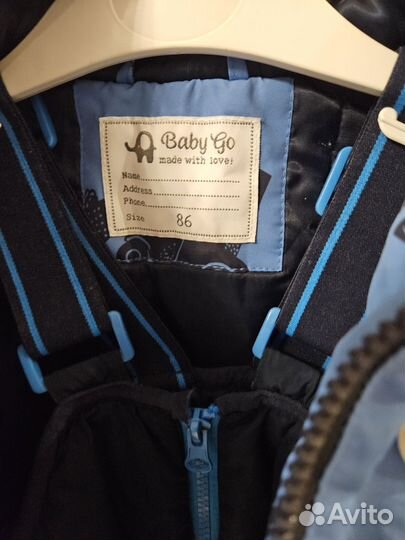 Baby Go
made with love!
Name
Address
Phone
Size 86
Avito